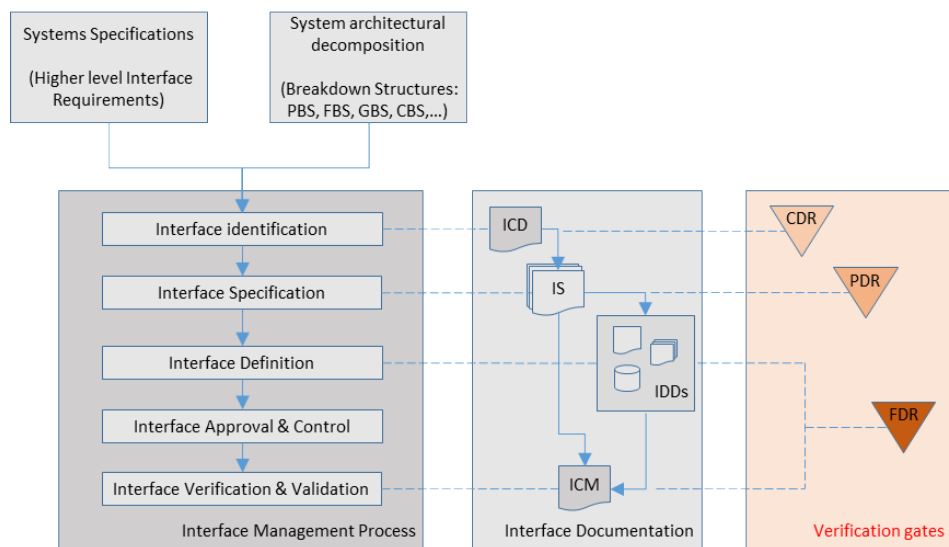 Systems Specifications
(Higher level Interface
Requirements)
System architectural
decomposition
(Breakdown Structures:
PBS, FBS, GBS, CBS,...)
Interface identification
Interface Specification
Interface Definition
Interface Approval & Control
Interface Verification & Validation
Interface Management Process
ICD
IS
IDDs
ICM
Interface Documentation
CDR
PDR
FDR
Verification gates